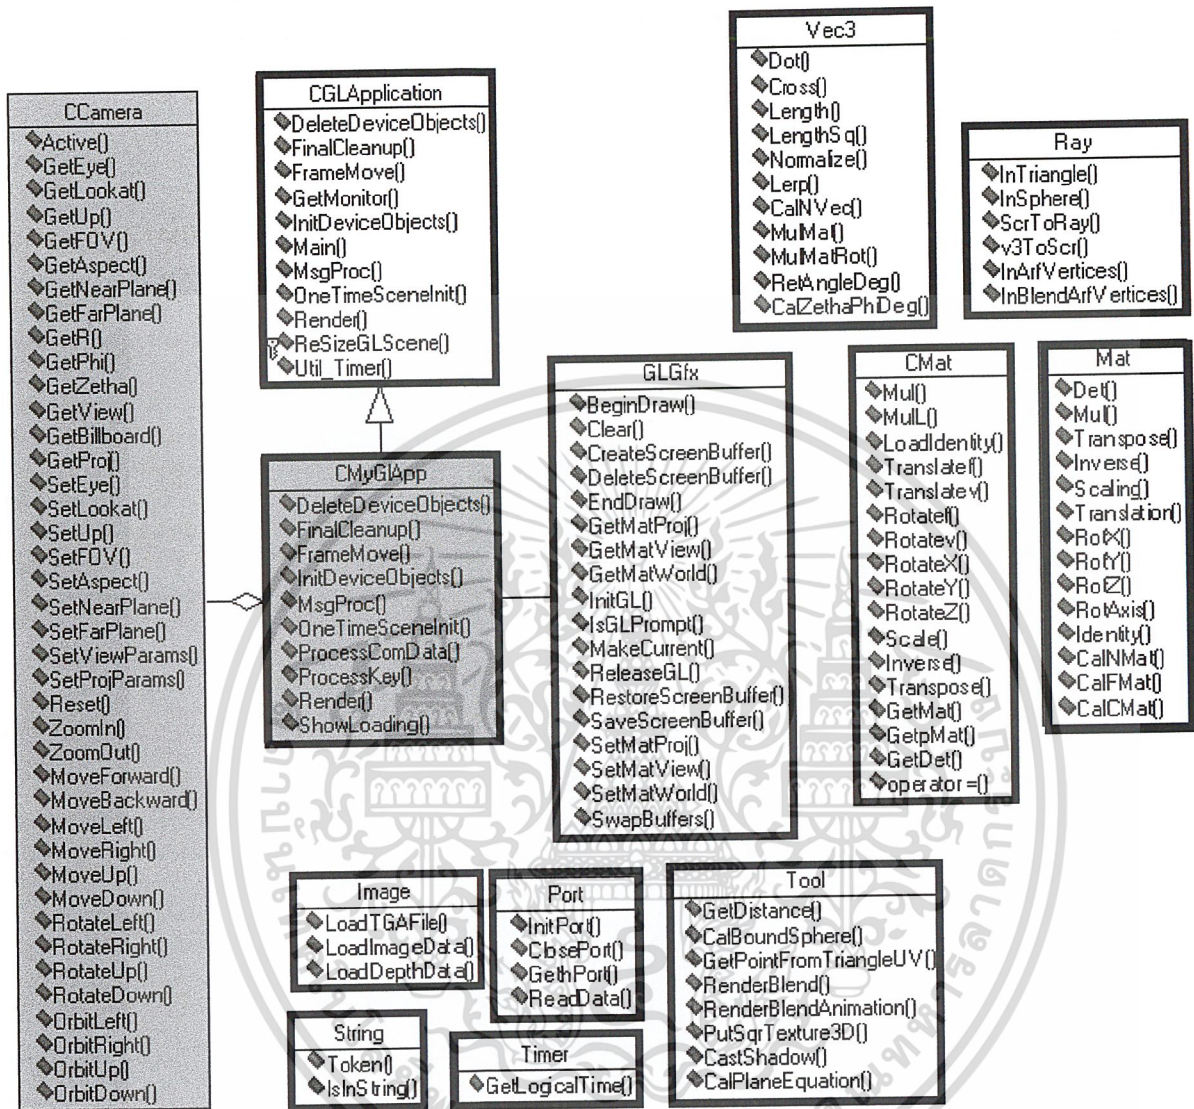 CCamera
Active()
GetEye()
GetLookat()
GetUp()
GetFOV()
GetAspect()
GetNearPlane()
GetFarPlane()
GetR()
GetPhi()
GetZetha()
GetView()
GetBillboard()
GetProj()
SetEye()
SetLookat()
SetUp()
SetFOV()
SetAspect()
SetNearPlane()
SetFarPlane()
SetViewParams()
SetProjParams()
Reset()
ZoomIn()
ZoomOut()
MoveForward()
MoveBackward()
MoveLeft()
MoveRight()
MoveUp()
MoveDown()
RotateLeft()
RotateRight()
RotateUp()
RotateDown()
OrbitLeft()
OrbitRight()
OrbitUp()
OrbitDown()
CGLApplication
DeleteDeviceObjects()
FinalCleanup()
FrameMove()
GetMonitor()
InitDeviceObjects()
Main()
MsgProc()
OneTimeSceneInit()
Render()
ReSizeGLScene()
Util_Timer()
CMyGlApp
DeleteDeviceObjects()
FinalCleanup()
FrameMove()
InitDeviceObjects()
MsgProc()
OneTimeSceneInit()
ProcessComData()
ProcessKey()
Render()
ShowLoading()
GLGfx
BeginDraw()
Clear()
CreateScreenBuffer()
DeleteScreenBuffer()
EndDraw()
GetMatProj()
GetMatView()
GetMatWorld()
InitGL()
IsGLPrompt()
MakeCurrent()
ReleaseGL()
RestoreScreenBuffer()
SaveScreenBuffer()
SetMatProj()
SetMatView()
SetMatWorld()
SwapBuffers()
Vec3
Dot()
Cross()
Length()
LengthSq()
Normalize()
Lerp()
CalNVec()
MulMat()
MulMatRot()
RetAngleDeg()
CalZethaPhiDeg()
Ray
InTriangle()
InSphere()
ScrToRay()
v3ToScr()
InArfVertices()
InBlendArfVertices()
CMat
Mul()
MulL()
LoadIdentity()
Translatef()
Translatev()
Rotatef()
Rotatev()
RotateX()
RotateY()
RotateZ()
Scale()
Inverse()
Transpose()
GetMat()
GetpMat()
GetDet()
operator =()
Mat
Det()
Mul()
Transpose()
Inverse()
Scaling()
Translation()
RotX()
RotY()
RotZ()
RotAxis()
Identity()
CalNMat()
CalFMat()
CalCMat()
Image
LoadTGAFile()
LoadImageData()
LoadDepthData()
Port
InitPort()
ClosePort()
GethPort()
ReadData()
Tool
GetDistance()
CalBoundSphere()
GetPointFromTriangleUV()
RenderBlend()
RenderBlendAnimation()
PutSqrTexture3D()
CastShadow()
CalPlaneEquation()
String
Token()
IsInString()
Timer
GetLogicalTime()